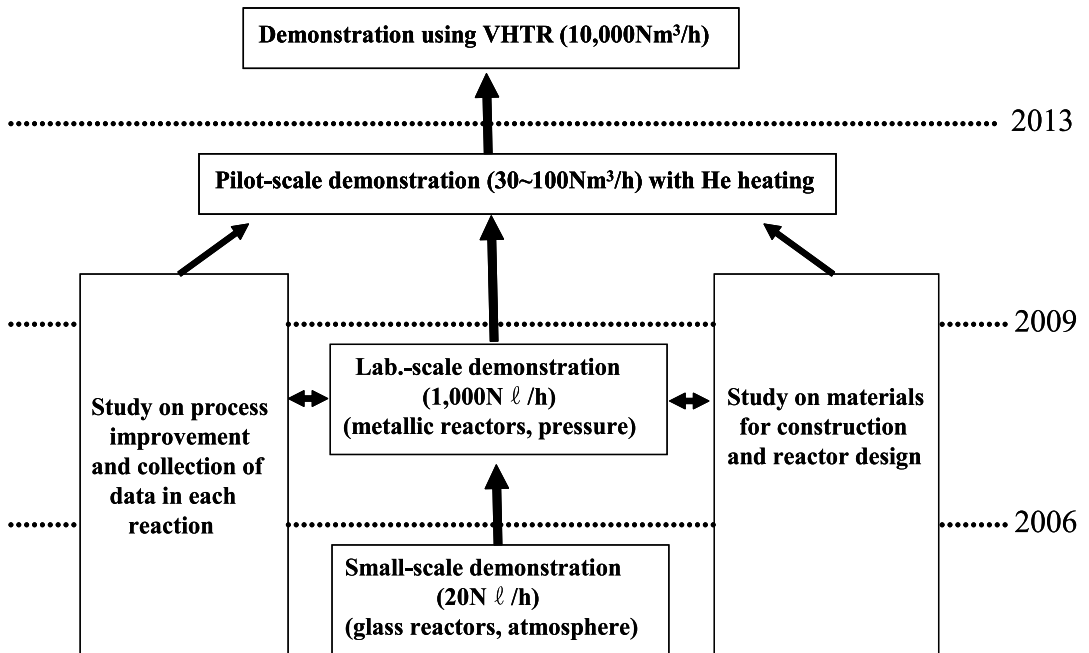 Demonstration using VHTR (10,000Nm³/h)
2013
Pilot-scale demonstration (30~100Nm³/h) with He heating
2009
Lab.-scale demonstration
(1,000N ℓ /h)
(metallic reactors, pressure)
Study on process
improvement
and collection of
data in each
reaction
Study on materials
for construction
and reactor design
2006
Small-scale demonstration
(20N ℓ /h)
(glass reactors, atmosphere)